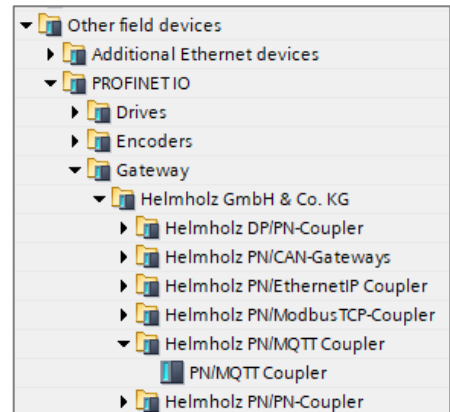 Other field devices
Additional Ethernet devices
PROFINET IO
Drives
Encoders
Gateway
Helmholz GmbH & Co. KG
Helmholz DP/PN-Coupler
Helmholz PN/CAN-Gateways
Helmholz PN/EthernetIP Coupler
Helmholz PN/ModbusTCP-Coupler
Helmholz PN/MQTT Coupler
PN/MQTT Coupler
Helmholz PN/PN-Coupler